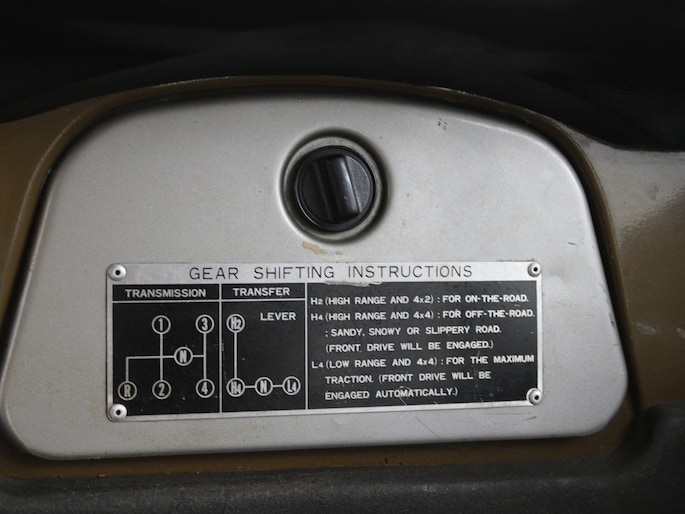 GEAR SHIFTING INSTRUCTIONS
TRANSMISSION
1 3
N
R 2 4
TRANSFER
H2 LEVER
H4 N L4
H2 (HIGH RANGE AND 4x2) : FOR ON-THE-ROAD.
H4 (HIGH RANGE AND 4x4) : FOR OFF-THE-ROAD.
: SANDY, SNOWY OR SLIPPERY ROAD.
(FRONT DRIVE WILL BE ENGAGED.)
L4 (LOW RANGE AND 4x4) : FOR THE MAXIMUM
TRACTION. (FRONT DRIVE WILL BE
ENGAGED AUTOMATICALLY.)